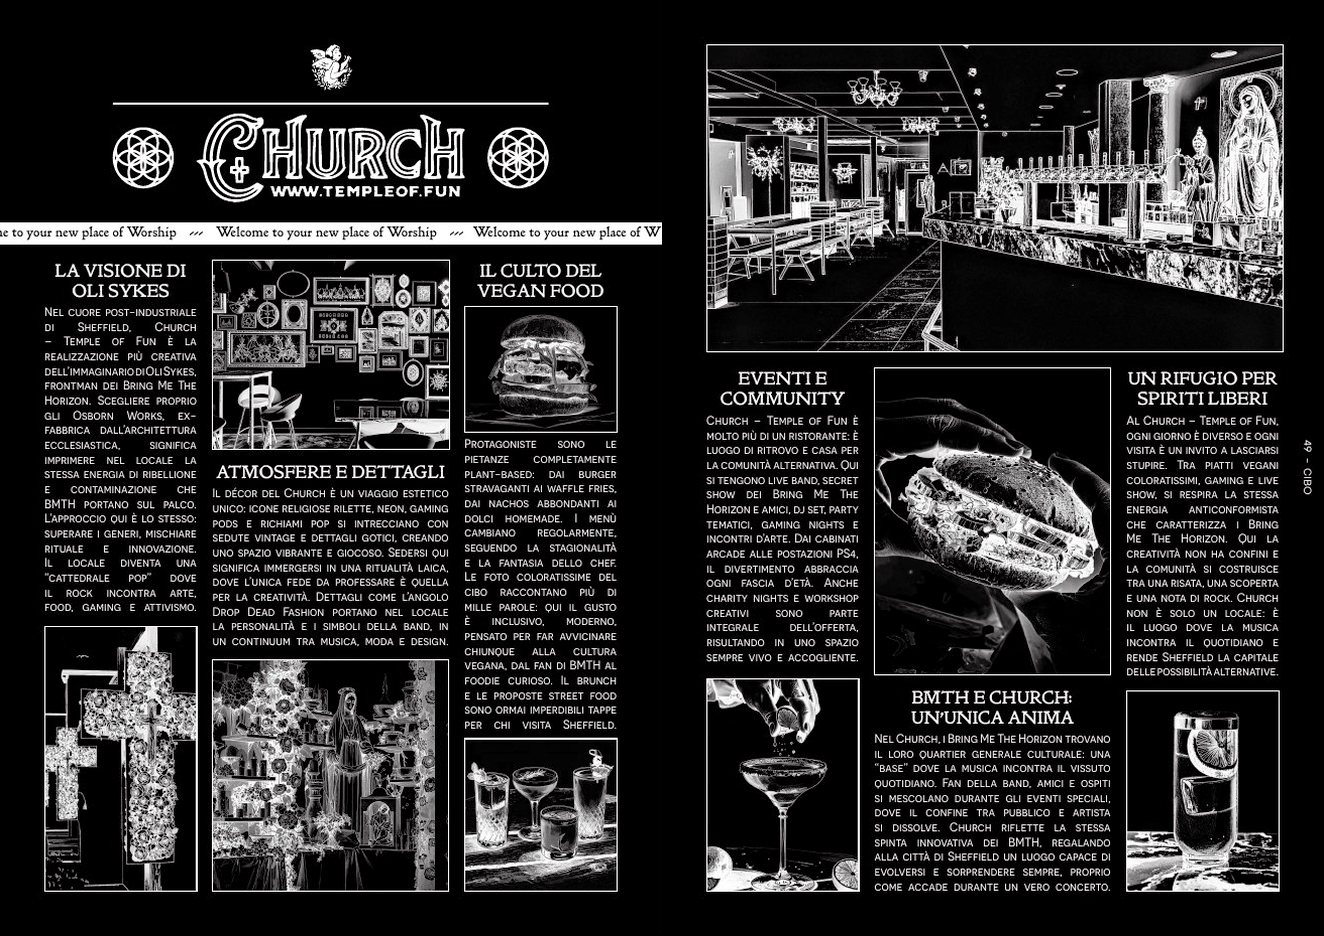 CHURCH
WWW.TEMPLEOF.FUN
me to your new place of Worship ~~~ Welcome to your new place of Worship ~~~ Welcome to your new place of W
LA VISIONE DI
OLI SYKES
NEL CUORE POST-INDUSTRIALE
DI SHEFFIELD, CHURCH
– TEMPLE OF FUN È LA
REALIZZAZIONE PIÙ CREATIVA
DELL'IMMAGINARIO DI OLI SYKES,
FRONTMAN DEI BRING ME THE
HORIZON. SCEGLIERE PROPRIO
GLI OSBORN WORKS, EX-
FABBRICA DALL'ARCHITETTURA
ECCLESIASTICA, SIGNIFICA
IMPRIMERE NEL LOCALE LA
STESSA ENERGIA DI RIBELLIONE
E CONTAMINAZIONE CHE
BMTH PORTANO SUL PALCO.
L'APPROCCIO QUI È LO STESSO:
SUPERARE I GENERI, MISCHIARE
RITUALE E INNOVAZIONE.
IL LOCALE DIVENTA UNA
"CATTEDRALE POP" DOVE
IL ROCK INCONTRA ARTE,
FOOD, GAMING E ATTIVISMO.
ATMOSFERE E DETTAGLI
IL DÉCOR DEL CHURCH È UN VIAGGIO ESTETICO
UNICO: ICONE RELIGIOSE RILETTE, NEON, GAMING
PODS E RICHIAMI POP SI INTRECCIANO CON
SEDUTE VINTAGE E DETTAGLI GOTICI, CREANDO
UNO SPAZIO VIBRANTE E GIOCOSO. SEDERSI QUI
SIGNIFICA IMMERGERSI IN UNA RITUALITÀ LAICA,
DOVE L'UNICA FEDE DA PROFESSARE È QUELLA
PER LA CREATIVITÀ. DETTAGLI COME L'ANGOLO
DROP DEAD FASHION PORTANO NEL LOCALE
LA PERSONALITÀ E I SIMBOLI DELLA BAND, IN
UN CONTINUUM TRA MUSICA, MODA E DESIGN.
IL CULTO DEL
VEGAN FOOD
PROTAGONISTE SONO LE
PIETANZE COMPLETAMENTE
PLANT-BASED: DAI BURGER
STRAVAGANTI AI WAFFLE FRIES,
DAI NACHOS ABBONDANTI AI
DOLCI HOMEMADE. I MENÙ
CAMBIANO REGOLARMENTE,
SEGUENDO LA STAGIONALITÀ
E LA FANTASIA DELLO CHEF.
LE FOTO COLORATISSIME DEL
CIBO RACCONTANO PIÙ DI
MILLE PAROLE: QUI IL GUSTO
È INCLUSIVO, MODERNO,
PENSATO PER FAR AVVICINARE
CHIUNQUE ALLA CULTURA
VEGANA, DAL FAN DI BMTH AL
FOODIE CURIOSO. IL BRUNCH
E LE PROPOSTE STREET FOOD
SONO ORMAI IMPERDIBILI TAPPE
PER CHI VISITA SHEFFIELD.
EVENTI E
COMMUNITY
CHURCH – TEMPLE OF FUN È
MOLTO PIÙ DI UN RISTORANTE: È
LUOGO DI RITROVO E CASA PER
LA COMUNITÀ ALTERNATIVA. QUI
SI TENGONO LIVE BAND, SECRET
SHOW DEI BRING ME THE
HORIZON E AMICI, DJ SET, PARTY
TEMATICI, GAMING NIGHTS E
INCONTRI D'ARTE. DAI CABINATI
ARCADE ALLE POSTAZIONI PS4,
IL DIVERTIMENTO ABBRACCIA
OGNI FASCIA D'ETÀ. ANCHE
CHARITY NIGHTS E WORKSHOP
CREATIVI SONO PARTE
INTEGRALE DELL'OFFERTA,
RISULTANDO IN UNO SPAZIO
SEMPRE VIVO E ACCOGLIENTE.
BMTH E CHURCH:
UN'UNICA ANIMA
NEL CHURCH, I BRING ME THE HORIZON TROVANO
IL LORO QUARTIER GENERALE CULTURALE: UNA
"BASE" DOVE LA MUSICA INCONTRA IL VISSUTO
QUOTIDIANO. FAN DELLA BAND, AMICI E OSPITI
SI MESCOLANO DURANTE GLI EVENTI SPECIALI,
DOVE IL CONFINE TRA PUBBLICO E ARTISTA
SI DISSOLVE. CHURCH RIFLETTE LA STESSA
SPINTA INNOVATIVA DEI BMTH, REGALANDO
ALLA CITTÀ DI SHEFFIELD UN LUOGO CAPACE DI
EVOLVERSI E SORPRENDERE SEMPRE, PROPRIO
COME ACCADE DURANTE UN VERO CONCERTO.
UN RIFUGIO PER
SPIRITI LIBERI
AL CHURCH – TEMPLE OF FUN,
OGNI GIORNO È DIVERSO E OGNI
VISITA È UN INVITO A LASCIARSI
STUPIRE. TRA PIATTI VEGANI
COLORATISSIMI, GAMING E LIVE
SHOW, SI RESPIRA LA STESSA
ENERGIA ANTICONFORMISTA
CHE CARATTERIZZA I BRING
ME THE HORIZON. QUI LA
CREATIVITÀ NON HA CONFINI E
LA COMUNITÀ SI COSTRUISCE
TRA UNA RISATA, UNA SCOPERTA
E UNA NOTA DI ROCK. CHURCH
NON È SOLO UN LOCALE: È
IL LUOGO DOVE LA MUSICA
INCONTRA IL QUOTIDIANO E
RENDE SHEFFIELD LA CAPITALE
DELLE POSSIBILITÀ ALTERNATIVE.
49 - CIBO